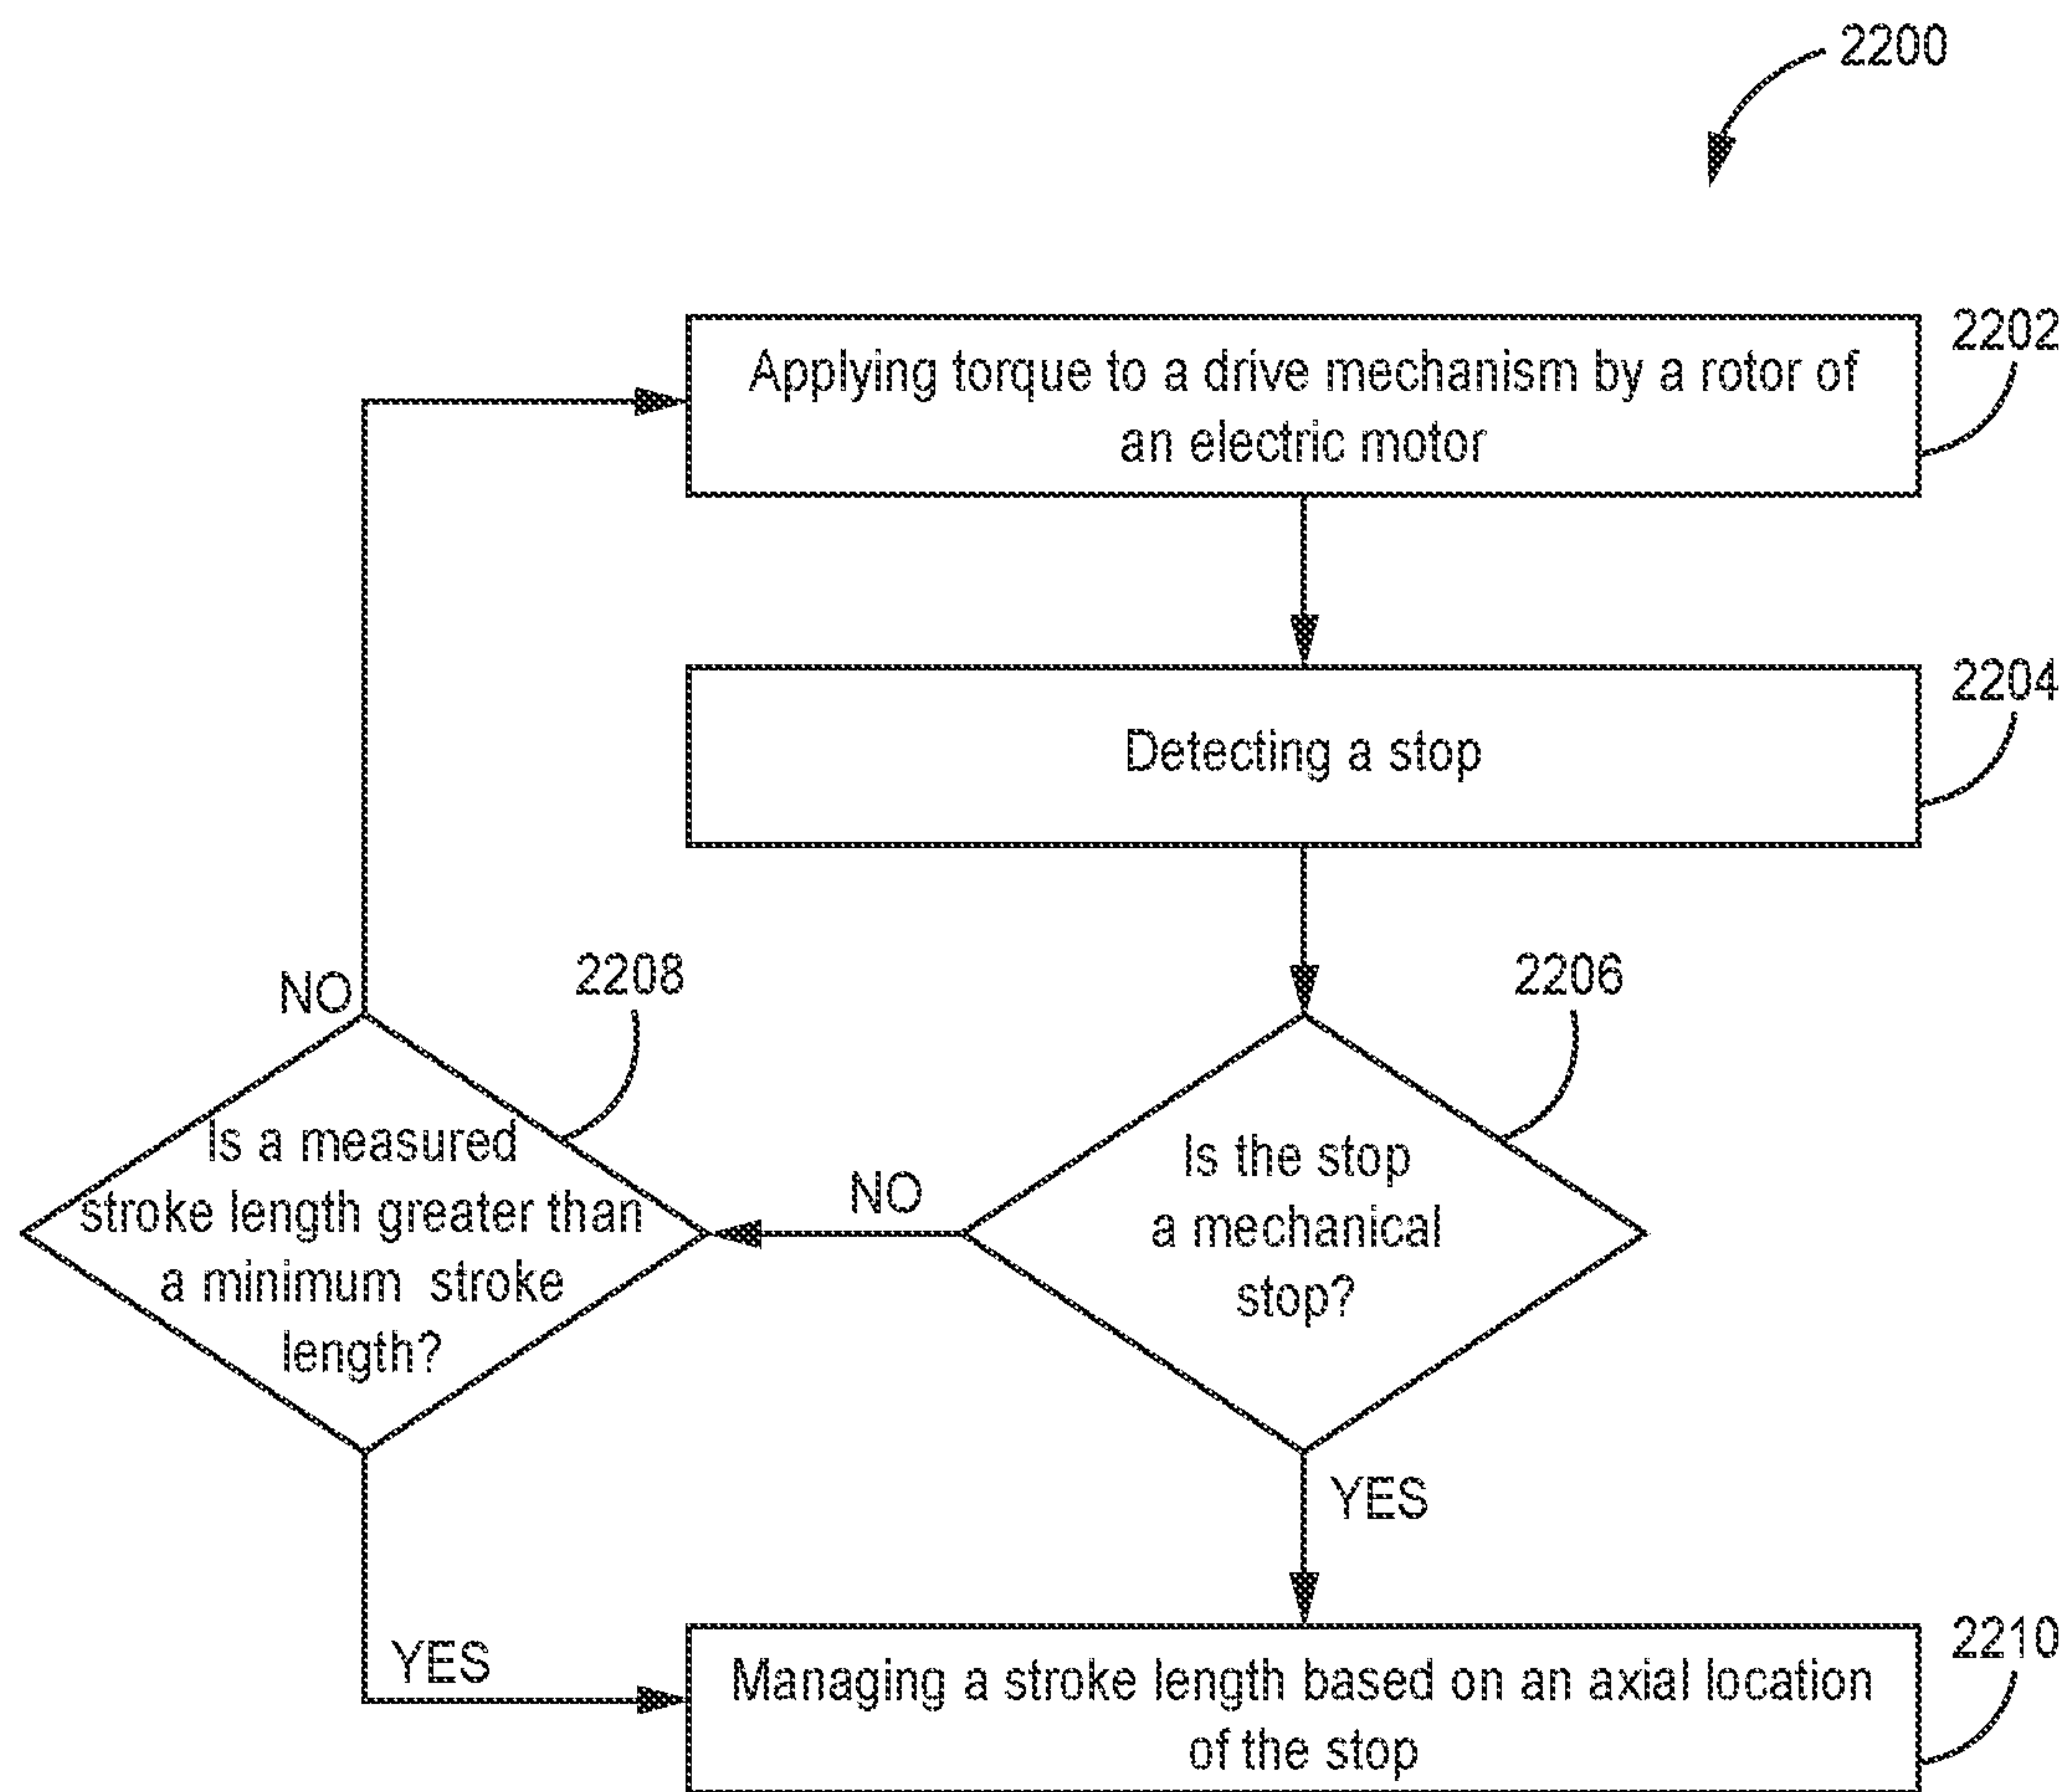 2200
Applying torque to a drive mechanism by a rotor of
an electric motor
2202
Detecting a stop
2204
NO
2208
2206
Is a measured
stroke length greater than
a minimum stroke
length?
NO
Is the stop
a mechanical
stop?
YES
YES
Managing a stroke length based on an axial location
of the stop
2210